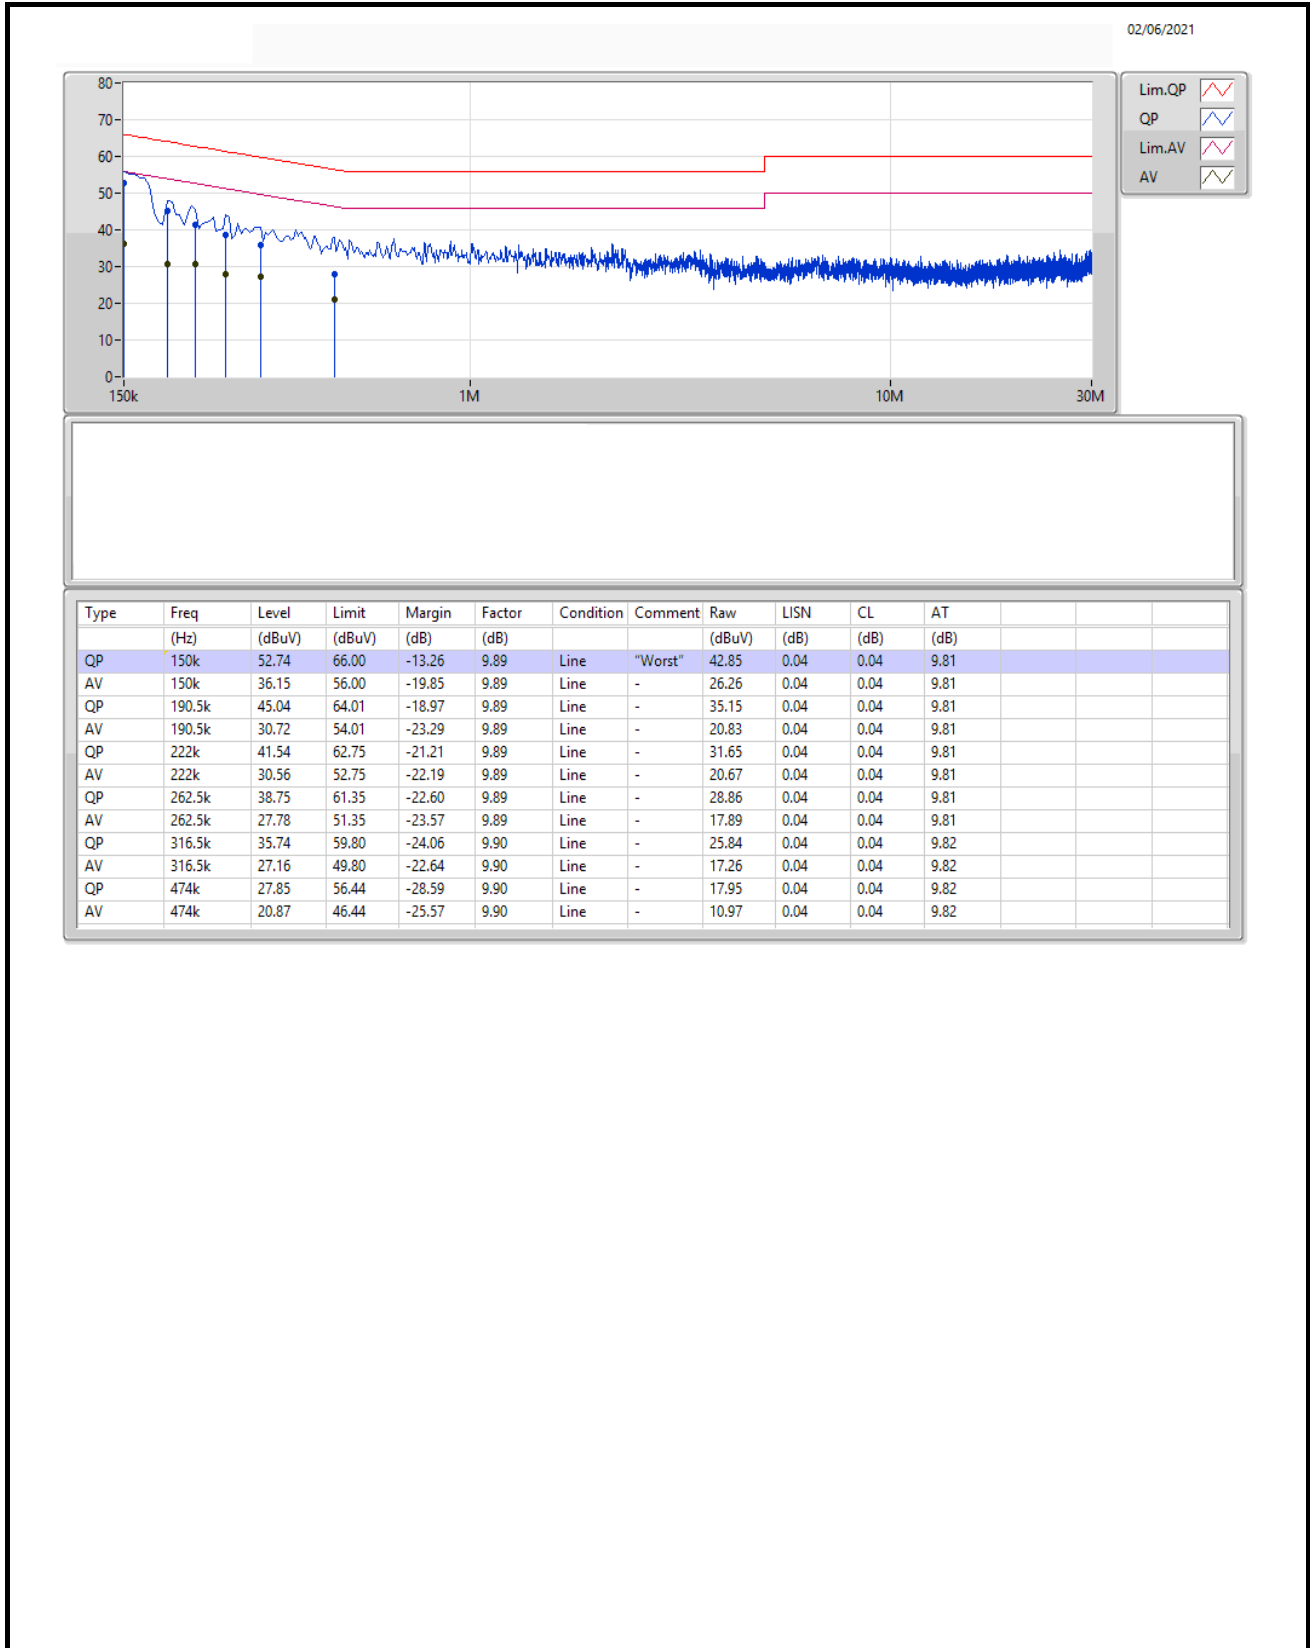 02/06/2021
80
70
60
50
40
30
20
10
0
150k 1M 10M 30M
Lim.QP
QP
Lim.AV
AV
Type Freq Level Limit Margin Factor Condition Comment Raw LISN CL AT
(Hz) (dBuV) (dBuV) (dB) (dB) (dBuV) (dB) (dB) (dB)
QP 150k 52.74 66.00 -13.26 9.89 Line "Worst" 42.85 0.04 0.04 9.81
AV 150k 36.15 56.00 -19.85 9.89 Line - 26.26 0.04 0.04 9.81
QP 190.5k 45.04 64.01 -18.97 9.89 Line - 35.15 0.04 0.04 9.81
AV 190.5k 30.72 54.01 -23.29 9.89 Line - 20.83 0.04 0.04 9.81
QP 222k 41.54 62.75 -21.21 9.89 Line - 31.65 0.04 0.04 9.81
AV 222k 30.56 52.75 -22.19 9.89 Line - 20.67 0.04 0.04 9.81
QP 262.5k 38.75 61.35 -22.60 9.89 Line - 28.86 0.04 0.04 9.81
AV 262.5k 27.78 51.35 -23.57 9.89 Line - 17.89 0.04 0.04 9.81
QP 316.5k 35.74 59.80 -24.06 9.90 Line - 25.84 0.04 0.04 9.82
AV 316.5k 27.16 49.80 -22.64 9.90 Line - 17.26 0.04 0.04 9.82
QP 474k 27.85 56.44 -28.59 9.90 Line - 17.95 0.04 0.04 9.82
AV 474k 20.87 46.44 -25.57 9.90 Line - 10.97 0.04 0.04 9.82